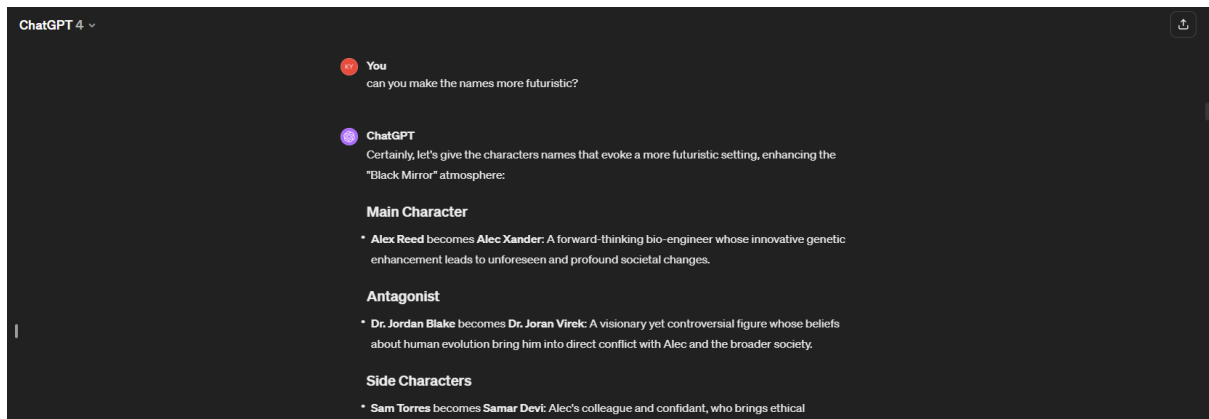 ChatGPT 4
KY
You
can you make the names more futuristic?
ChatGPT
Certainly, let's give the characters names that evoke a more futuristic setting, enhancing the
"Black Mirror" atmosphere:
Main Character
• Alex Reed becomes Alec Xander: A forward-thinking bio-engineer whose innovative genetic
enhancement leads to unforeseen and profound societal changes.
Antagonist
• Dr. Jordan Blake becomes Dr. Joran Virek: A visionary yet controversial figure whose beliefs
about human evolution bring him into direct conflict with Alec and the broader society.
Side Characters
• Sam Torres becomes Samar Devi: Alec's colleague and confidant, who brings ethical